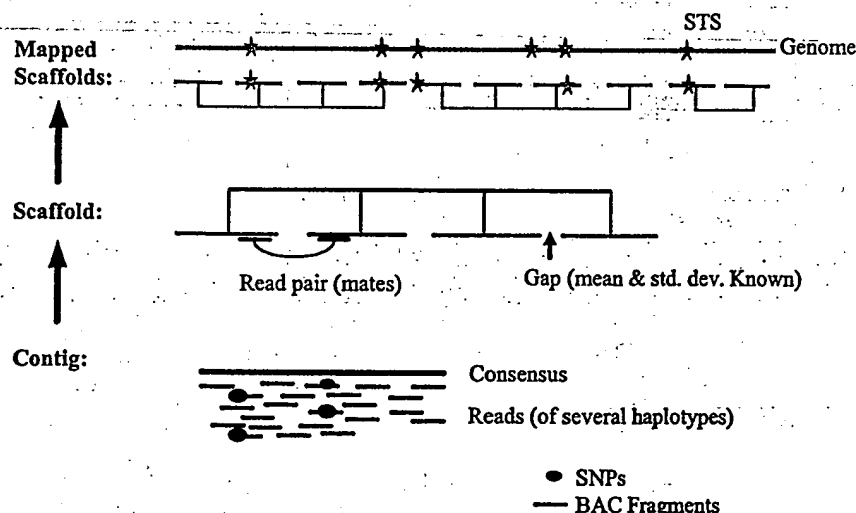 STS
Genome
Mapped
Scaffolds:
Scaffold:
Read pair (mates)
Gap (mean & std. dev. Known)
Contig:
Consensus
Reads (of several haplotypes)
SNPs
BAC Fragments